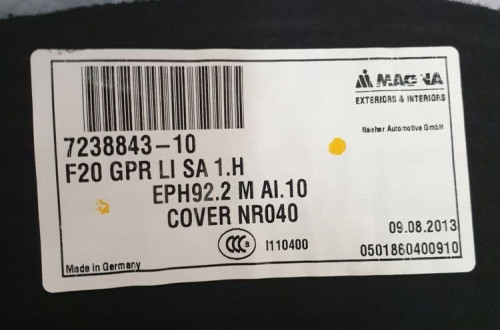 MAGNA
EXTERIORS & INTERIORS
Naeher Automotive GmbH
7238843-10
F20 GPR LI SA 1.H
EPH92.2 M AI.10
COVER NR040
CCC S
I110400
09.08.2013
0501860400910
Made in Germany